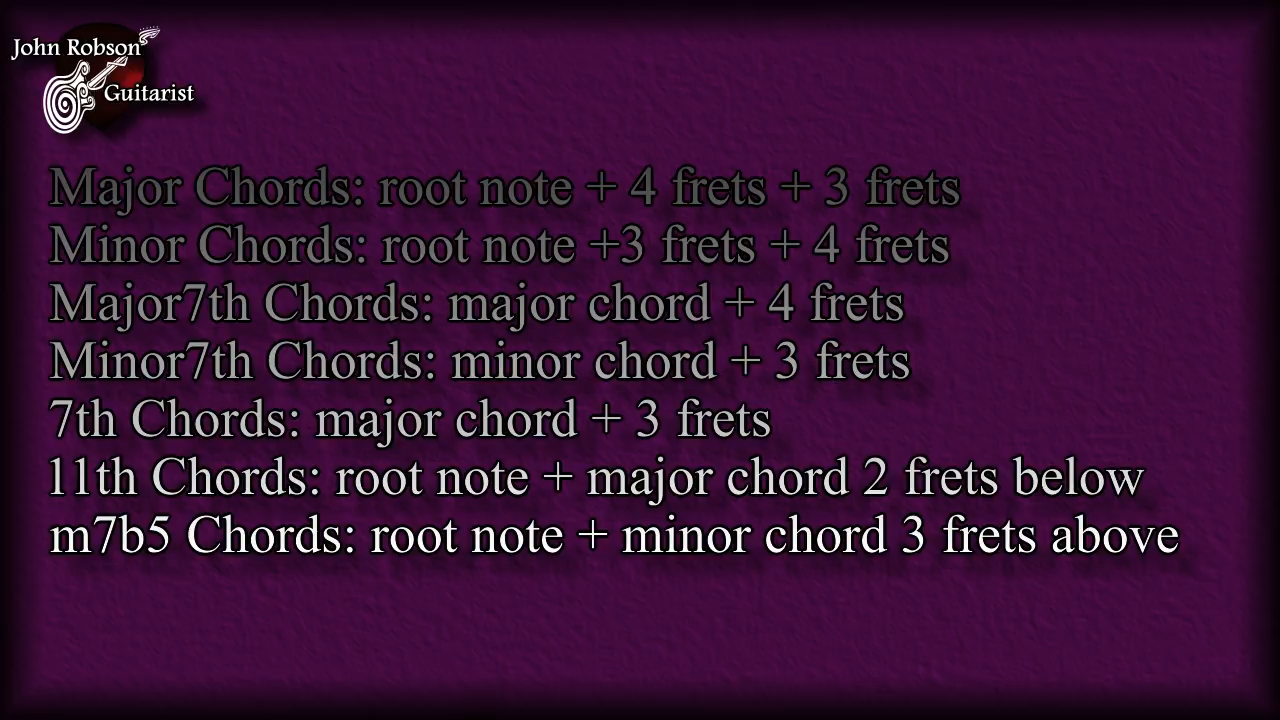 John Robson
Guitarist
Major Chords: root note + 4 frets + 3 frets
Minor Chords: root note +3 frets + 4 frets
Major7th Chords: major chord + 4 frets
Minor7th Chords: minor chord + 3 frets
7th Chords: major chord + 3 frets
11th Chords: root note + major chord 2 frets below
m7b5 Chords: root note + minor chord 3 frets above